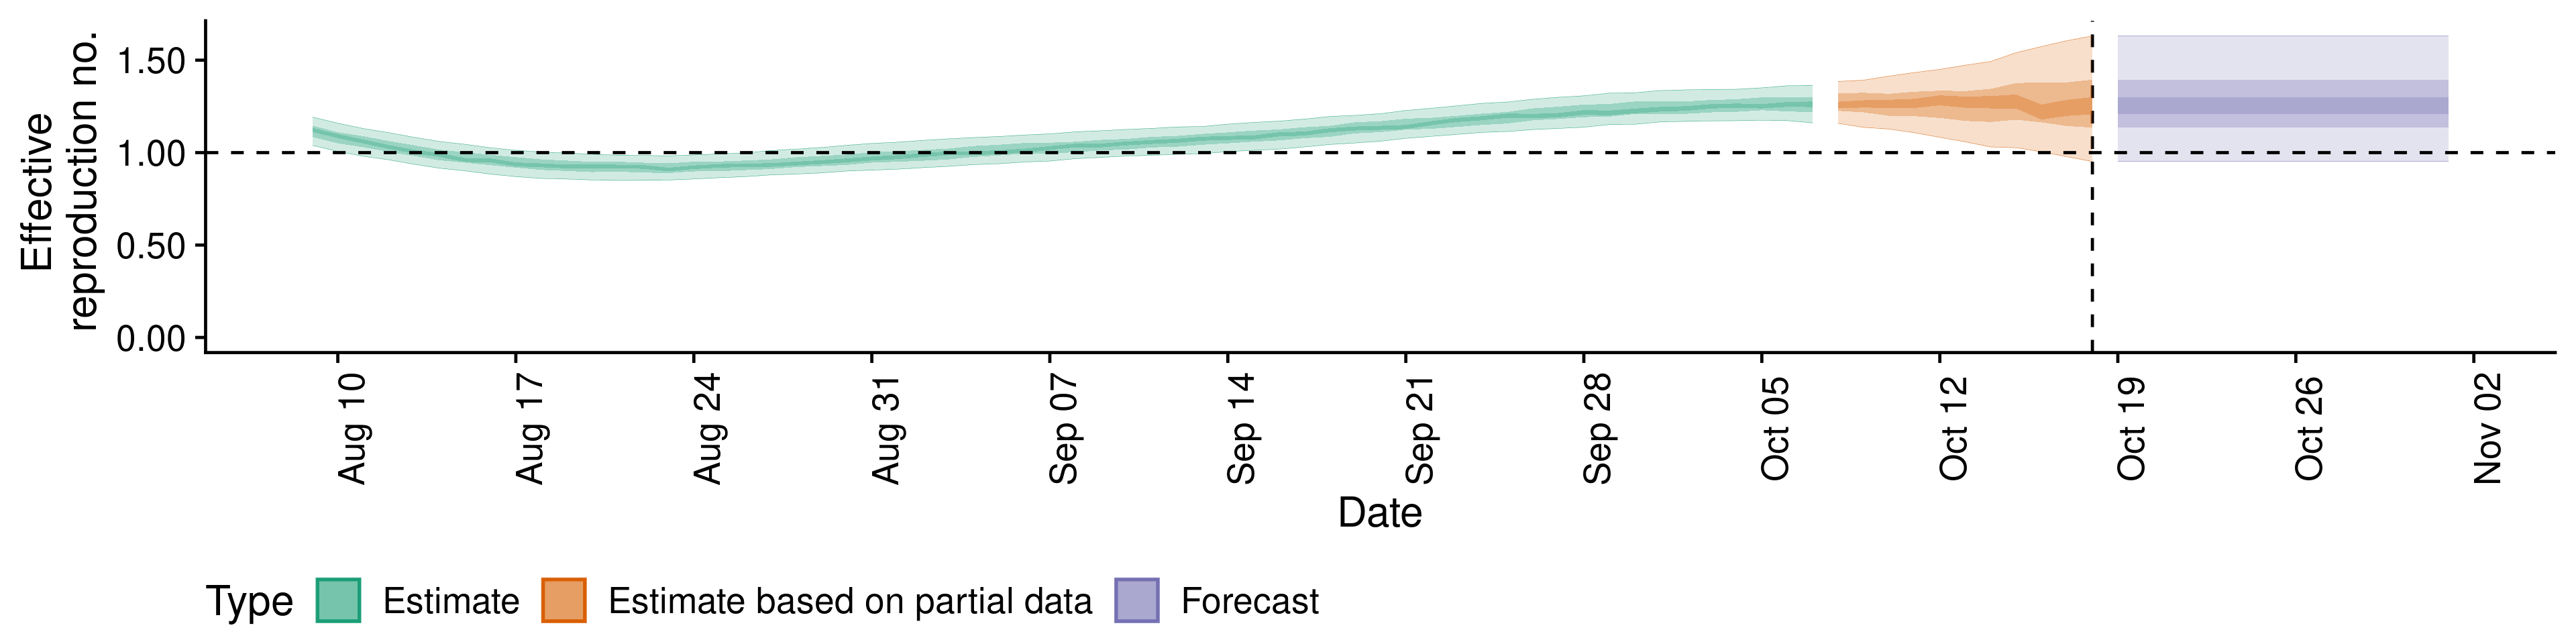 Effective
reproduction no.
1.50
1.00
0.50
0.00
Aug 10
Aug 17
Aug 24
Aug 31
Sep 07
Sep 14
Sep 21
Sep 28
Oct 05
Oct 12
Oct 19
Oct 26
Nov 02
Date
Type Estimate Estimate based on partial data Forecast